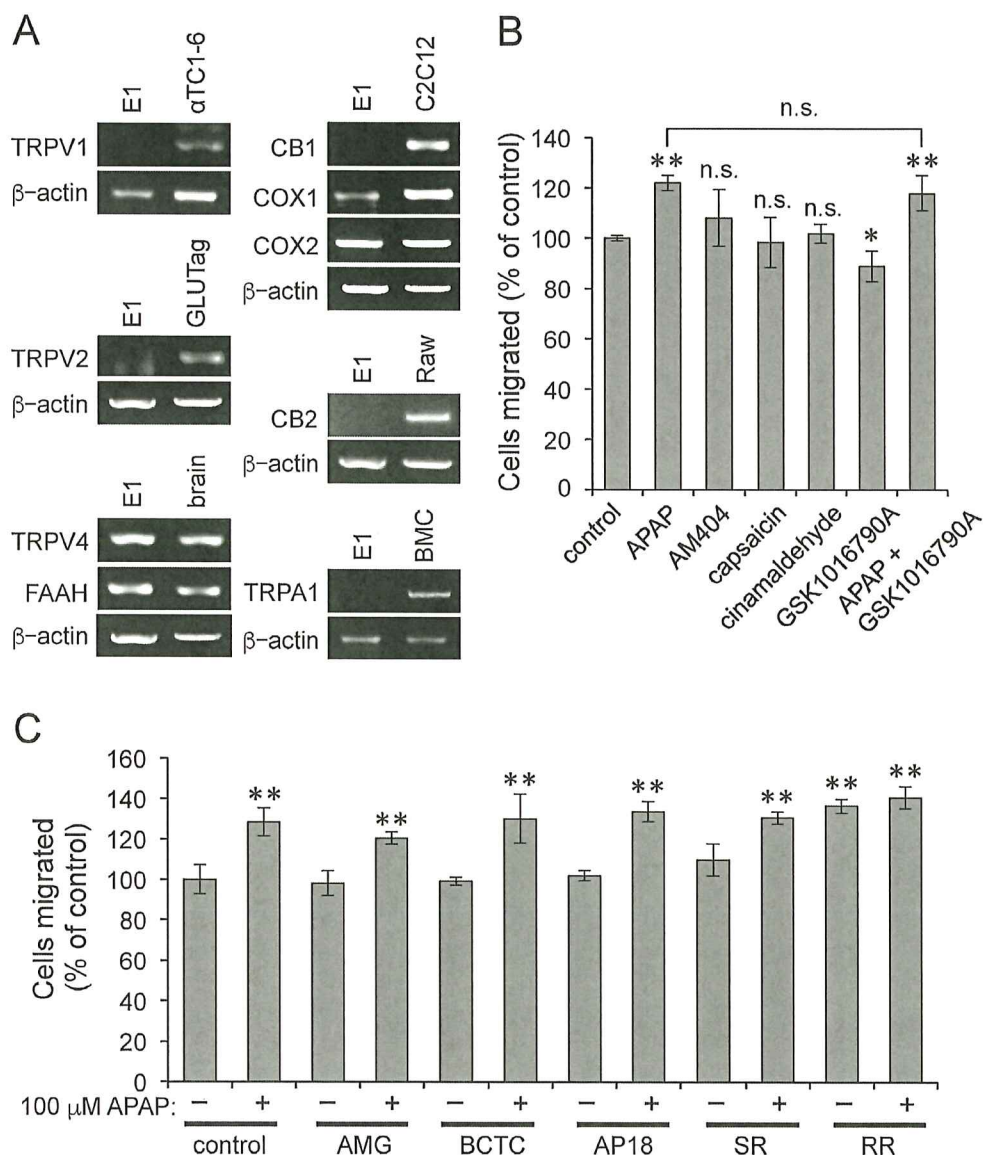 A
E1 αTC1-6
TRPV1
β−actin
E1 GLUTag
TRPV2
β−actin
E1 brain
TRPV4
FAAH
β−actin
E1 C2C12
CB1
COX1
COX2
β−actin
E1 Raw
CB2
β−actin
E1 BMC
TRPA1
β−actin
B
Cells migrated (% of control)
140
120
100
80
60
40
20
0
n.s.
** n.s. n.s. n.s. * **
control
APAP
AM404
capsaicin
cinamaldehyde
GSK1016790A
APAP +
GSK1016790A
C
Cells migrated
(% of control)
160
140
120
100
80
60
40
20
0
** ** ** ** ** ** **
100 μM APAP: − + − + − + − + − + − +
control AMG BCTC AP18 SR RR